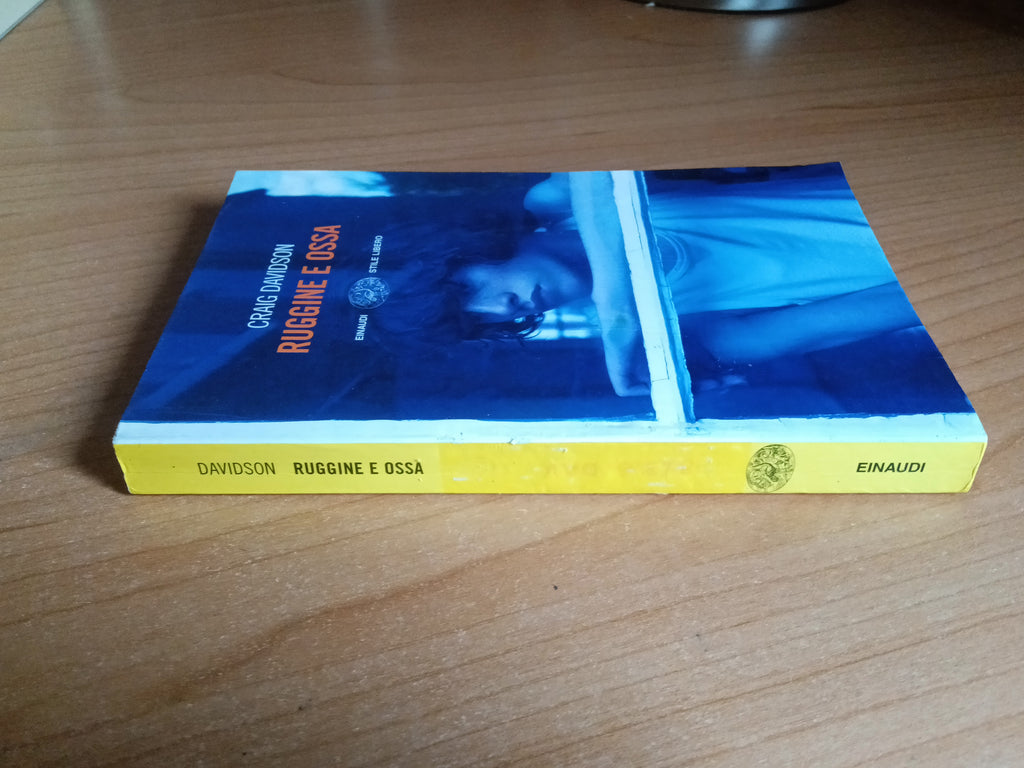 CRAIG DAVIDSON
RUGGINE E OSSA
EINAUDI STILE LIBERO
DAVIDSON RUGGINE E OSSA EINAUDI